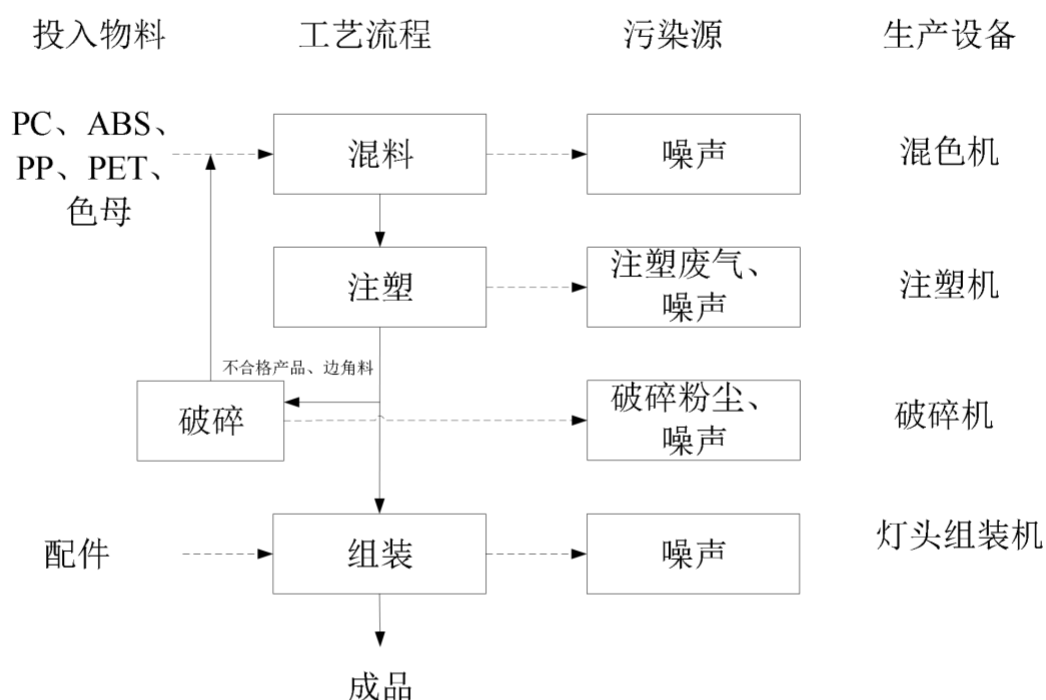 投入物料
工艺流程
污染源
生产设备
PC、ABS、
PP、PET、
色母
混料
噪声
混色机
注塑
注塑废气、
噪声
注塑机
不合格产品、边角料
破碎
破碎粉尘、
噪声
破碎机
配件
组装
噪声
灯头组装机
成品